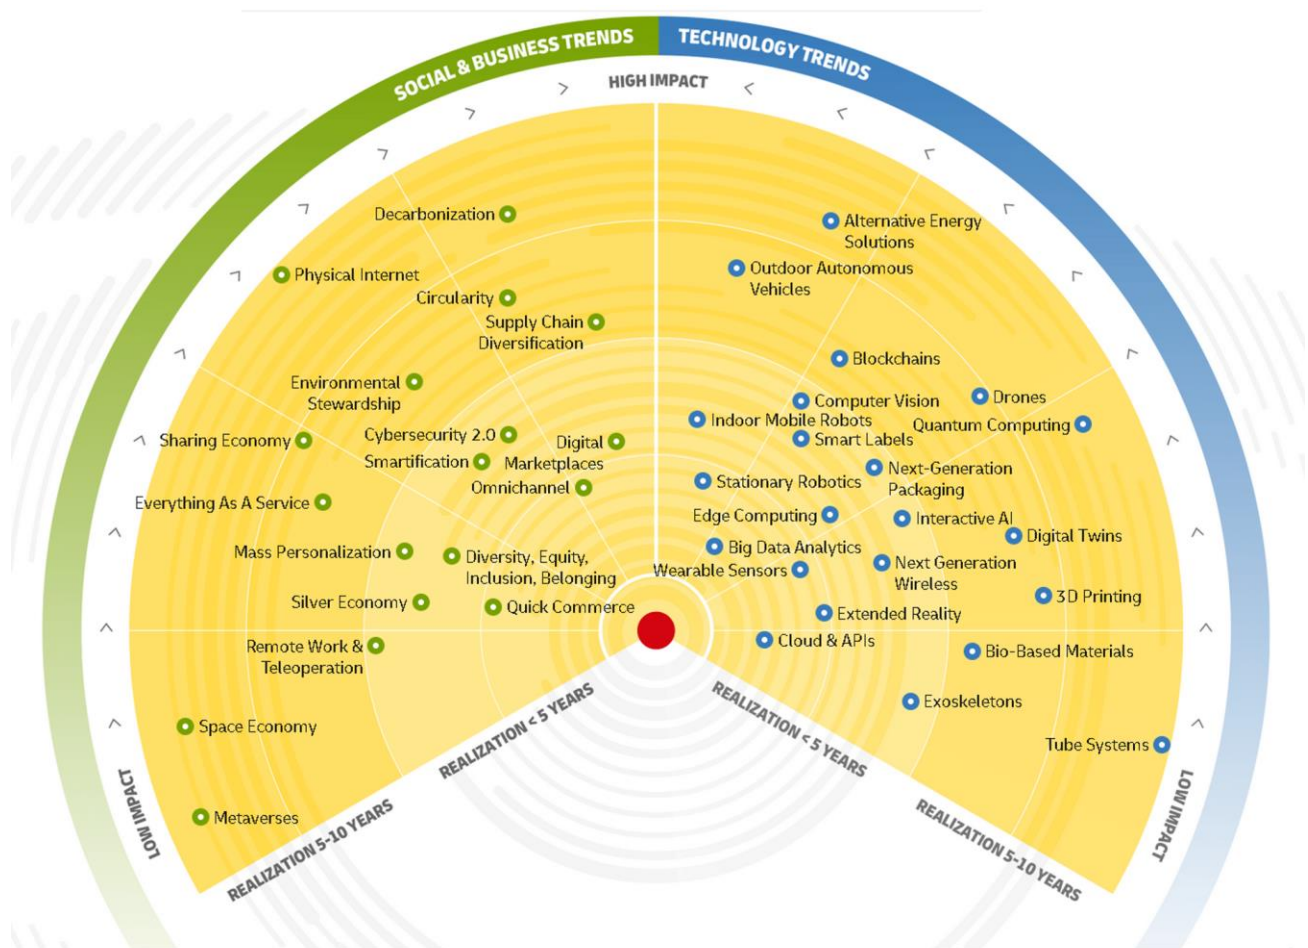 SOCIAL & BUSINESS TRENDS
TECHNOLOGY TRENDS
HIGH IMPACT
Decarbonization
Alternative Energy
Solutions
Physical Internet
Outdoor Autonomous
Vehicles
Circularity
Supply Chain
Diversification
Blockchains
Environmental
Stewardship
Computer Vision
Drones
Indoor Mobile Robots
Quantum Computing
Sharing Economy
Cybersecurity 2.0
Digital
Marketplaces
Smart Labels
Smartification
Next-Generation
Packaging
Omnichannel
Stationary Robotics
Everything As A Service
Edge Computing
Interactive AI
Digital Twins
Mass Personalization
Diversity, Equity,
Inclusion, Belonging
Big Data Analytics
Wearable Sensors
Next Generation
Wireless
Silver Economy
Quick Commerce
Extended Reality
3D Printing
Remote Work &
Teleoperation
Cloud & APIs
Bio-Based Materials
Exoskeletons
Space Economy
Tube Systems
Metaverses
REALIZATION < 5 YEARS
REALIZATION < 5 YEARS
LOW IMPACT
LOW IMPACT
REALIZATION 5-10 YEARS
REALIZATION 5-10 YEARS